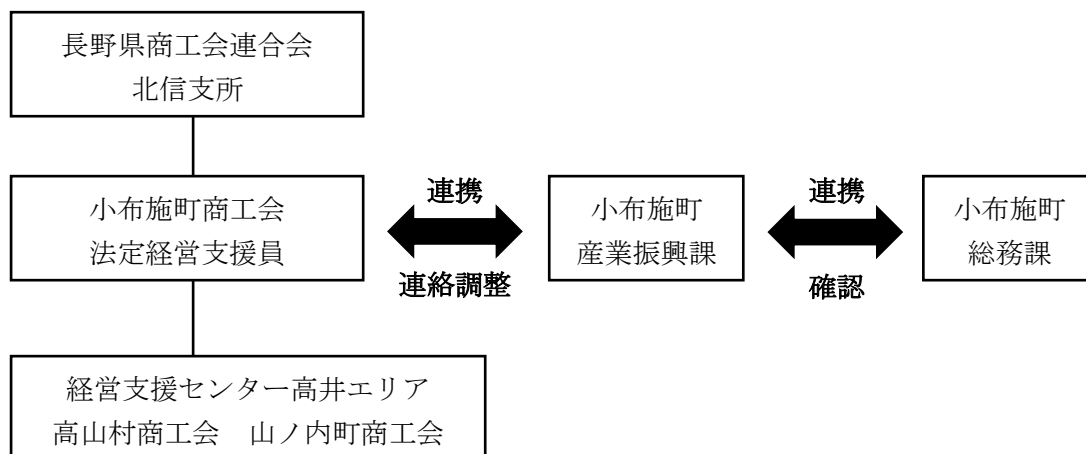 長野県商工会連合会
北信支所
小布施町商工会
法定経営支援員
連携
連絡調整
小布施町
産業振興課
連携
確認
小布施町
総務課
経営支援センター高井エリア
高山村商工会　山ノ内町商工会